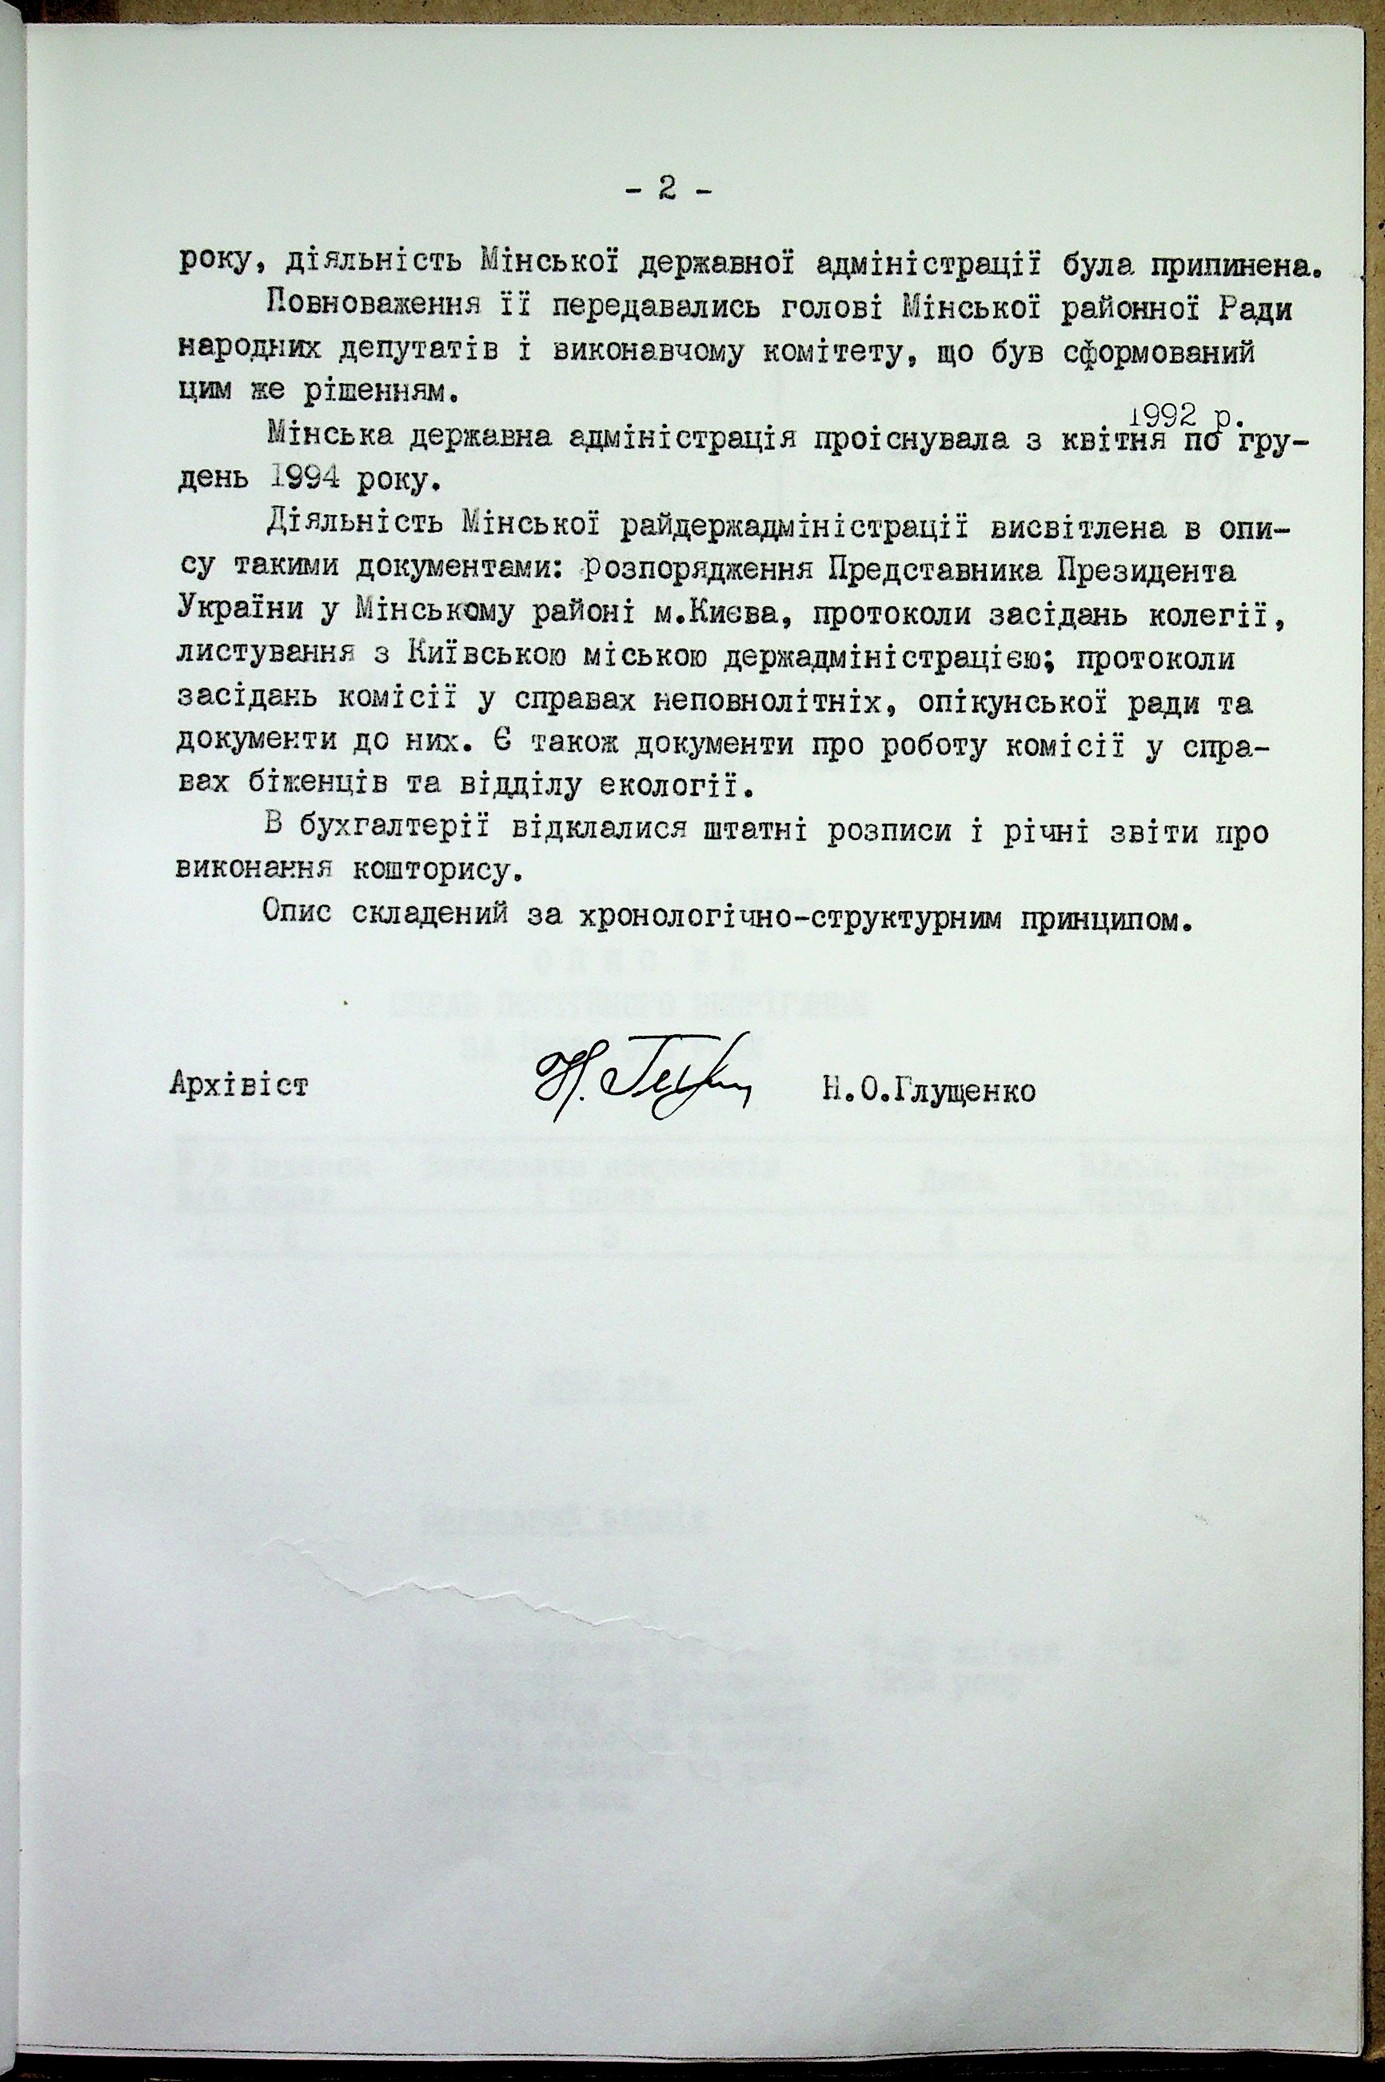 - 2 -
року, діяльність Мінської державної адміністрації була припинена.
Повноваження її передавались голові Мінської районної Ради
народних депутатів і виконавчому комітету, що був сформований
цим же рішенням.
1992 р.
Мінська державна адміністрація проіснувала з квітня по гру-
день 1994 року.
Діяльність Мінської райдержадміністрації висвітлена в опи-
су такими документами: розпорядження Представника Президента
України у Мінському районі м.Києва, протоколи засідань колегії,
листування з Київською міською держадміністрацією; протоколи
засідань комісії у справах неповнолітніх, опікунської ради та
документи до них. Є також документи про роботу комісії у спра-
вах біженців та відділу екології.
В бухгалтерії відклалися штатні розписи і річні звіти про
виконання кошторису.
Опис складений за хронологічно-структурним принципом.
Архівіст
Н.О.Глущенко